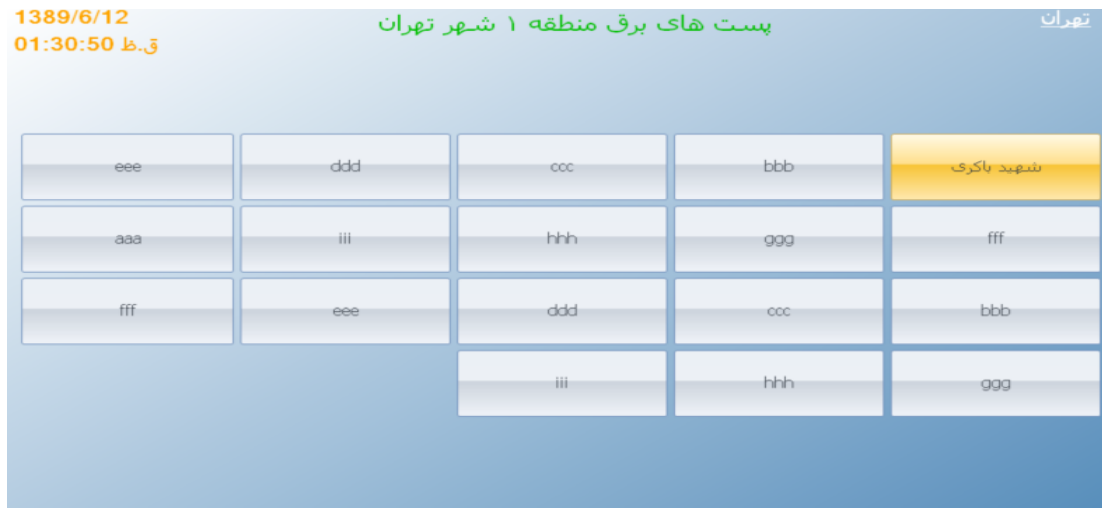 تهران
پست های برق منطقه ۱ شهر تهران
1389/6/12
01:30:50 ق.ظ
شهید باکری
bbb
ccc
ddd
eee
fff
ggg
hhh
iii
aaa
bbb
ccc
ddd
eee
fff
ggg
hhh
iii